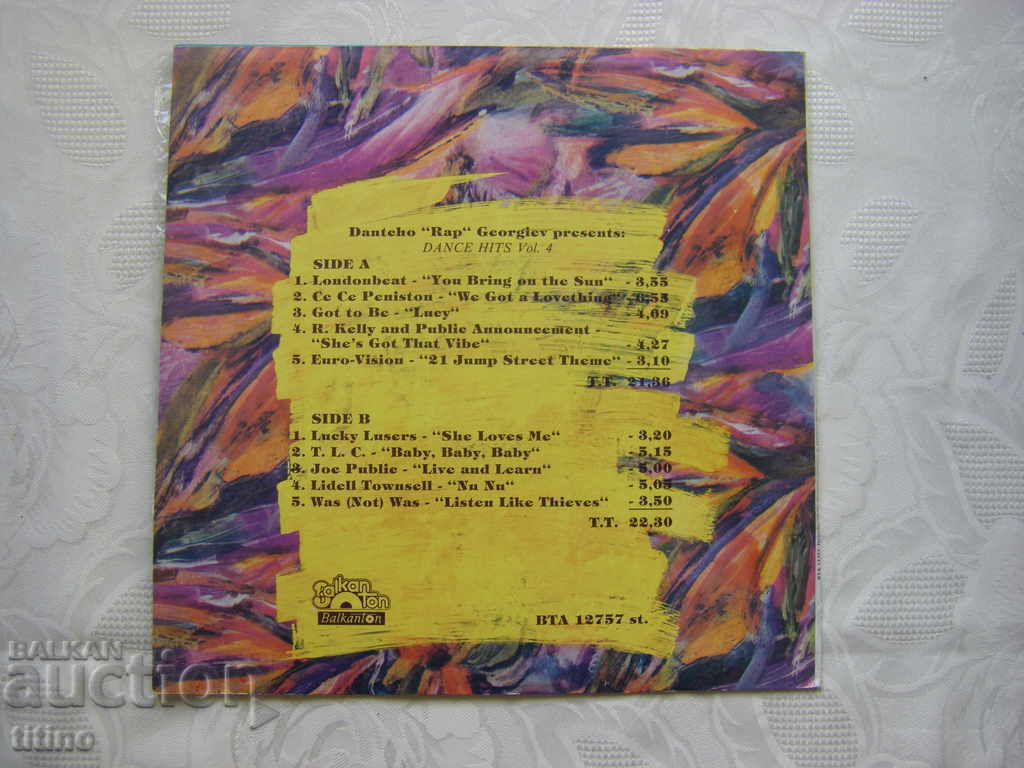 Dantcho “Rap“ Georgiev presents:
DANCE HITS Vol. 4
SIDE A
1. Londonbeat - “You Bring on the Sun“ - 3,55
2. Ce Ce Peniston - “We Got a Lovething“ - 6,55
3. Got to Be - “Lucy“ - 4,09
4. R. Kelly and Public Announcement -
“She's Got That Vibe“ - 4,27
5. Euro-Vision - “21 Jump Street Theme“ - 3,10
T.T. 21,36
SIDE B
1. Lucky Lusers - “She Loves Me“ - 3,20
2. T. L. C. - “Baby, Baby, Baby“ - 5,15
3. Joe Public - “Live and Learn“ - 5,00
4. Lidell Townsell - “Nu Nu“ - 5,05
5. Was (Not) Was - “Listen Like Thieves“ - 3,50
T.T. 22,30
Balkan
Ton
Balkanton
BTA 12757 st.
BALKAN
auction
titino